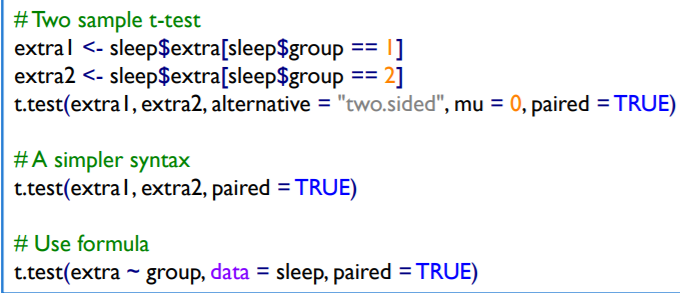 # Two sample t-test
extra1 <- sleep$extra[sleep$group == 1]
extra2 <- sleep$extra[sleep$group == 2]
t.test(extra1, extra2, alternative = "two.sided", mu = 0, paired = TRUE)
# A simpler syntax
t.test(extra1, extra2, paired = TRUE)
# Use formula
t.test(extra ~ group, data = sleep, paired = TRUE)